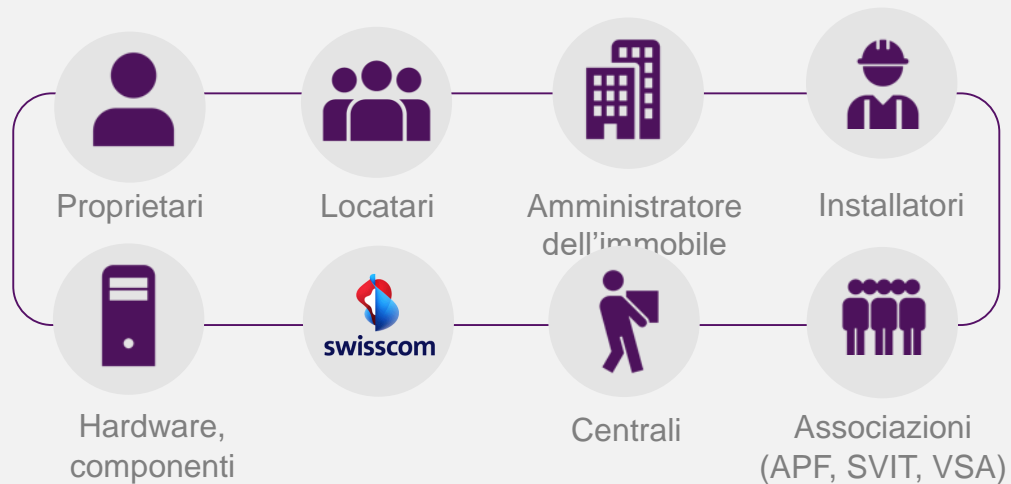 Proprietari
Locatari
Amministratore
dell'immobile
Installatori
swisscom
Hardware,
componenti
Centrali
Associazioni
(APF, SVIT, VSA)